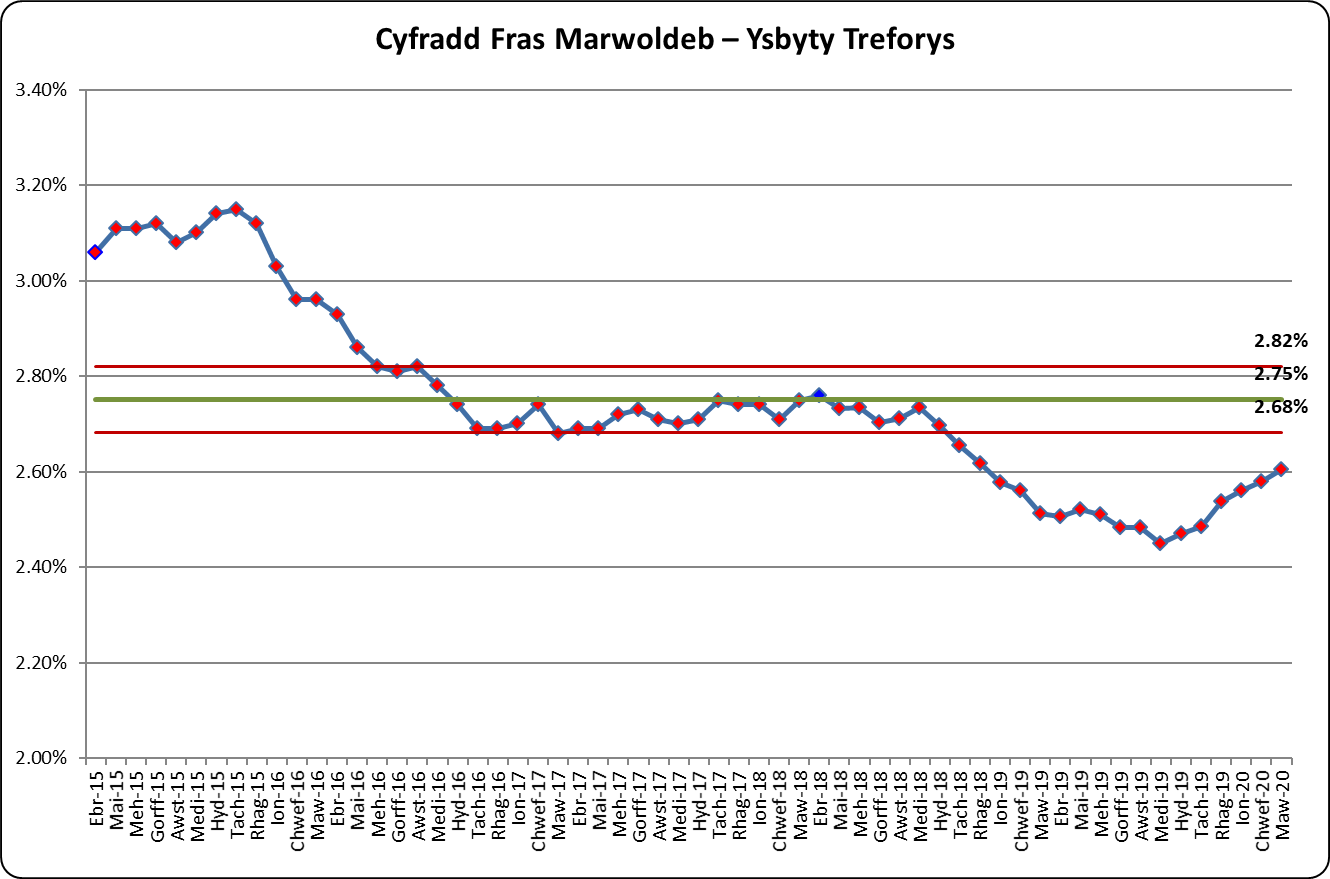 Cyfradd Fras Marwoldeb – Ysbyty Treforys
3.40%
3.20%
3.00%
2.80%
2.60%
2.40%
2.20%
2.00%
2.82%
2.75%
2.68%
Ebr-15
Mai-15
Meh-15
Gorff-15
Awst-15
Medi-15
Hyd-15
Tach-15
Rhag-15
Ion-16
Chwef-16
Maw-16
Ebr-16
Mai-16
Meh-16
Gorff-16
Awst-16
Medi-16
Hyd-16
Tach-16
Rhag-16
Ion-17
Chwef-17
Maw-17
Ebr-17
Mai-17
Meh-17
Gorff-17
Awst-17
Medi-17
Hyd-17
Tach-17
Rhag-17
Ion-18
Chwef-18
Maw-18
Ebr-18
Mai-18
Meh-18
Gorff-18
Awst-18
Medi-18
Hyd-18
Tach-18
Rhag-18
Ion-19
Chwef-19
Maw-19
Ebr-19
Mai-19
Meh-19
Gorff-19
Awst-19
Medi-19
Hyd-19
Tach-19
Rhag-19
Ion-20
Chwef-20
Maw-20